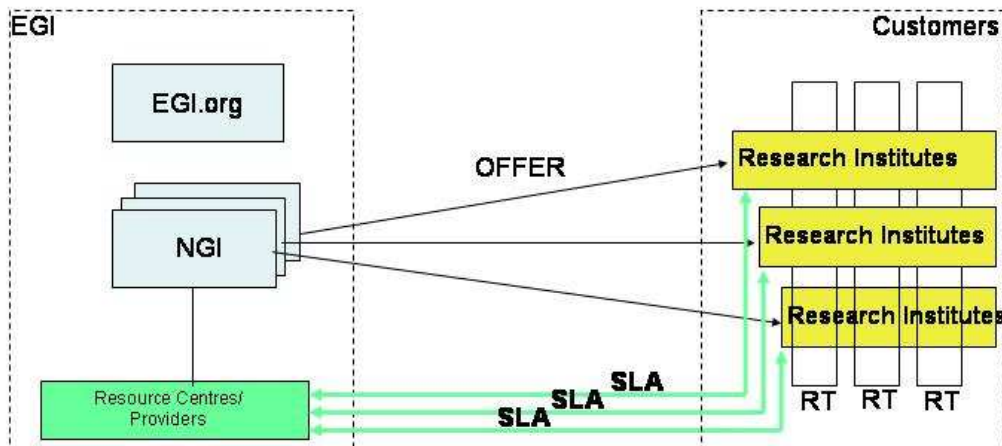 EGI
Customers
EGI.org
OFFER
Research Institutes
Research Institutes
NGI
Research Institutes
SLA
SLA
SLA
Resource Centres/
Providers
RT RT RT